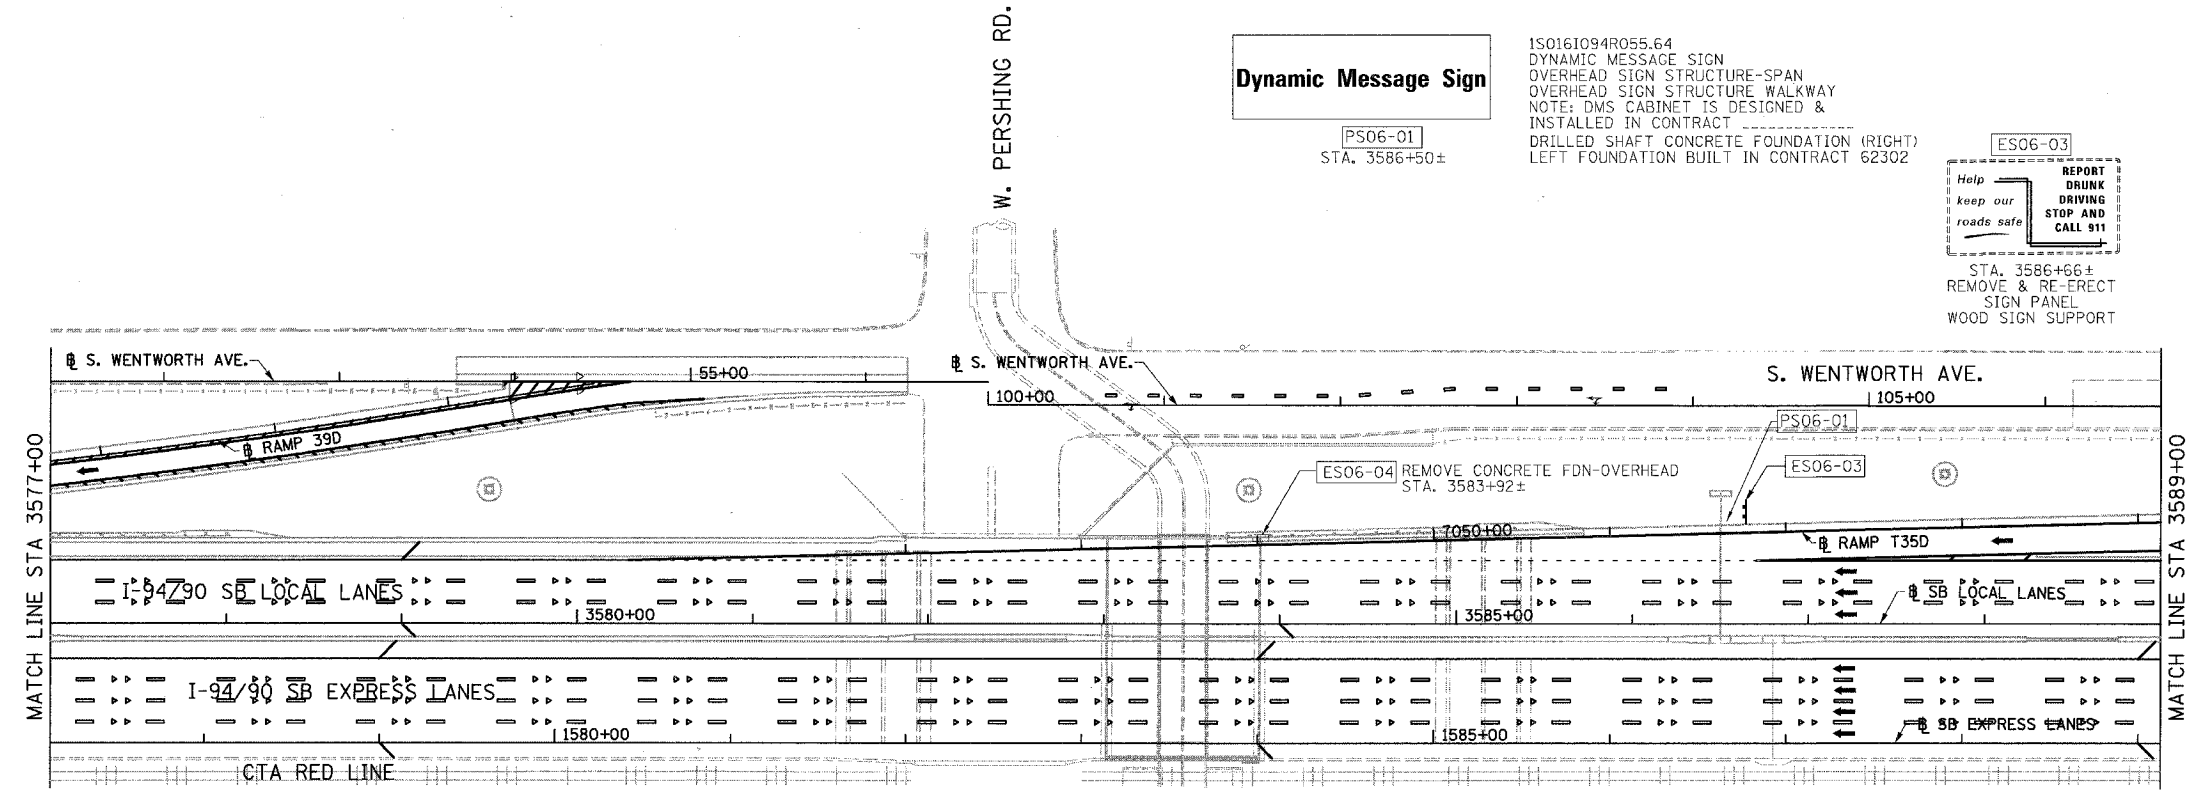 W. PERSHING RD.
Dynamic Message Sign
PS06-01
STA. 3586+50±
1S016I094R055.64
DYNAMIC MESSAGE SIGN
OVERHEAD SIGN STRUCTURE-SPAN
OVERHEAD SIGN STRUCTURE WALKWAY
NOTE: DMS CABINET IS DESIGNED &
INSTALLED IN CONTRACT ____________
DRILLED SHAFT CONCRETE FOUNDATION (RIGHT)
LEFT FOUNDATION BUILT IN CONTRACT 62302
ES06-03
Help
keep our
roads safe
REPORT
DRUNK
DRIVING
STOP AND
CALL 911
STA. 3586+66±
REMOVE & RE-ERECT
SIGN PANEL
WOOD SIGN SUPPORT
℄ S. WENTWORTH AVE.
55+00
℄ S. WENTWORTH AVE.
100+00
S. WENTWORTH AVE.
105+00
PS06-01
℄ RAMP 39D
ES06-04 REMOVE CONCRETE FDN-OVERHEAD
STA. 3583+92±
ES06-03
MATCH LINE STA 3577+00
MATCH LINE STA 3589+00
7050+00
℄ RAMP T35D
I-94/90 SB LOCAL LANES
3580+00
3585+00
℄ SB LOCAL LANES
I-94/90 SB EXPRESS LANES
1580+00
1585+00
℄ SB EXPRESS LANES
CTA RED LINE